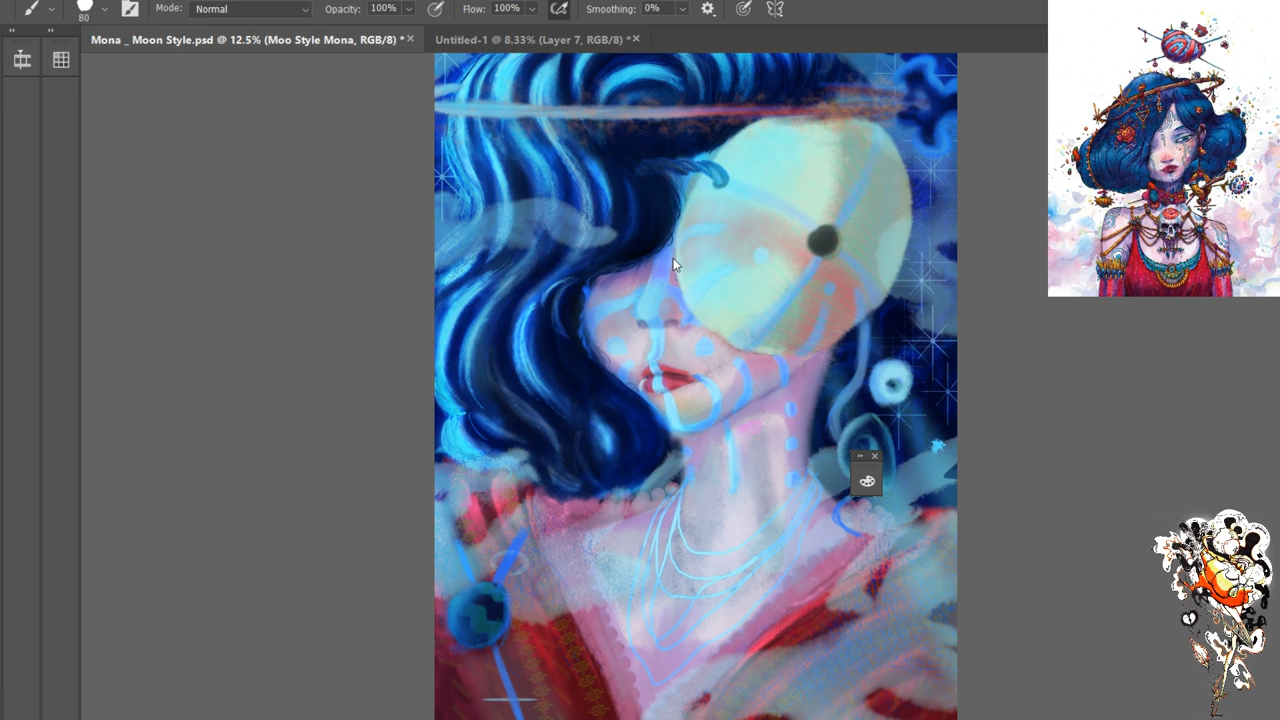 Mode: Normal Opacity: 100% Flow: 100% Smoothing: 0%
80
Mona _ Moon Style.psd @ 12.5% (Moo Style Mona, RGB/8) * Untitled-1 @ 8.33% (Layer 7, RGB/8) *